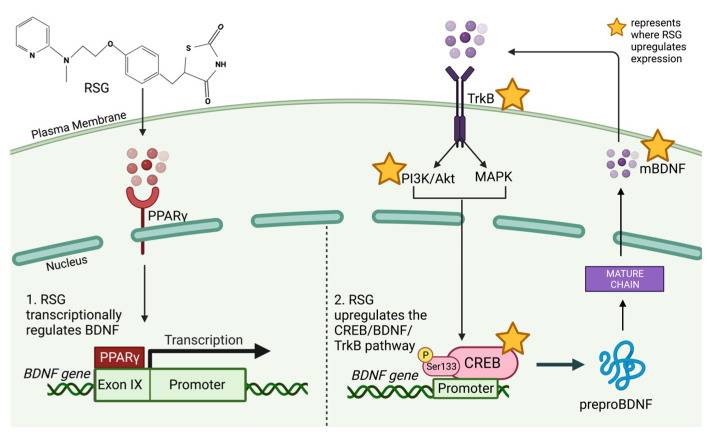 S
O
N
N
O
NH
O
RSG
Plasma Membrane
PPARγ
Nucleus
1. RSG
transcriptionally
regulates BDNF
Transcription
PPARγ
BDNF gene
Exon IX
Promoter
represents
where RSG
upregulates
expression
TrkB
PI3K/Akt
MAPK
mBDNF
2. RSG
upregulates the
CREB/BDNF/
TrkB pathway
P
Ser133
CREB
BDNF gene
Promoter
MATURE
CHAIN
preproBDNF